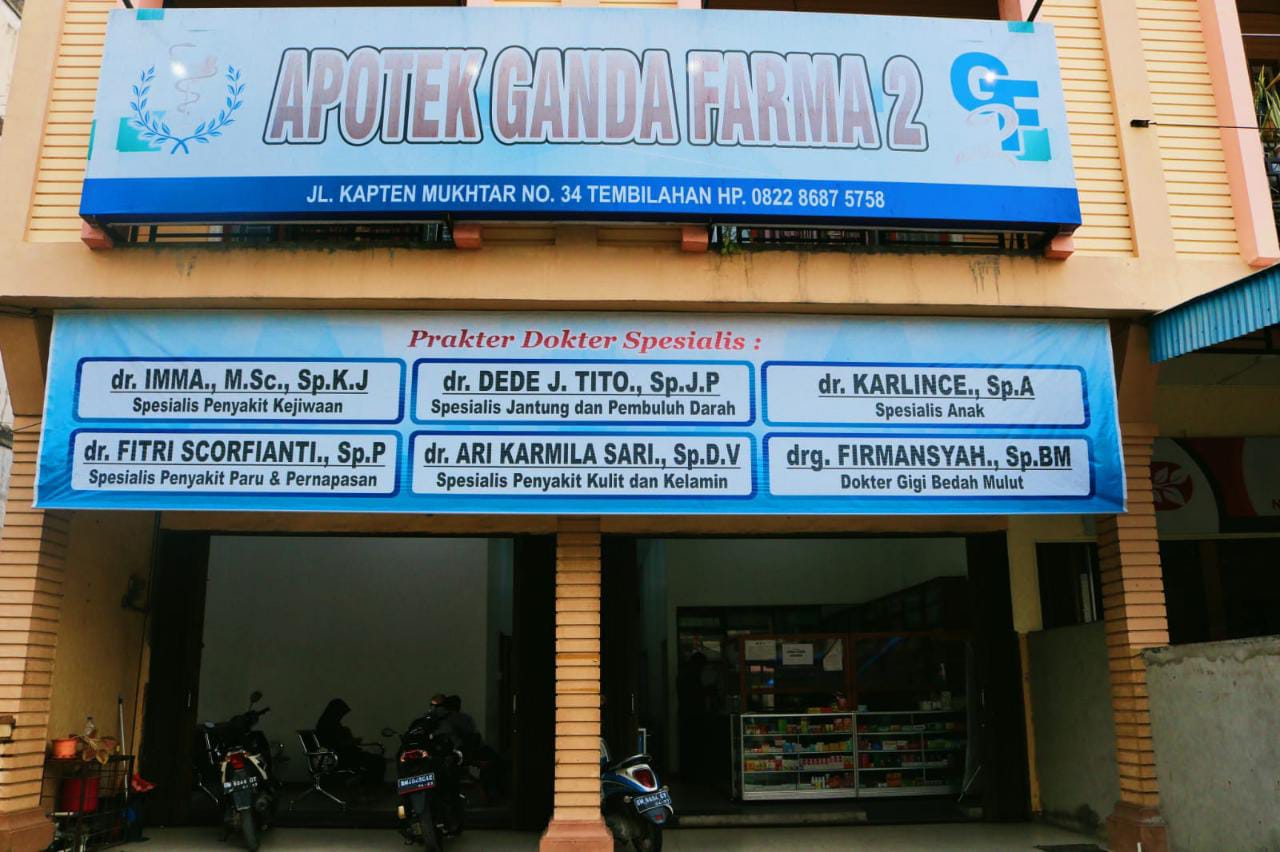 APOTEK GANDA FARMA 2
GF
JL. KAPTEN MUKHTAR NO. 34 TEMBILAHAN HP. 0822 8687 5758
Prakter Dokter Spesialis :
dr. IMMA., M.Sc., Sp.K.J
Spesialis Penyakit Kejiwaan
dr. DEDE J. TITO., Sp.J.P
Spesialis Jantung dan Pembuluh Darah
dr. KARLINCE., Sp.A
Spesialis Anak
dr. FITRI SCORFIANTI., Sp.P
Spesialis Penyakit Paru & Pernapasan
dr. ARI KARMILA SARI., Sp.D.V
Spesialis Penyakit Kulit dan Kelamin
drg. FIRMANSYAH., Sp.BM
Dokter Gigi Bedah Mulut